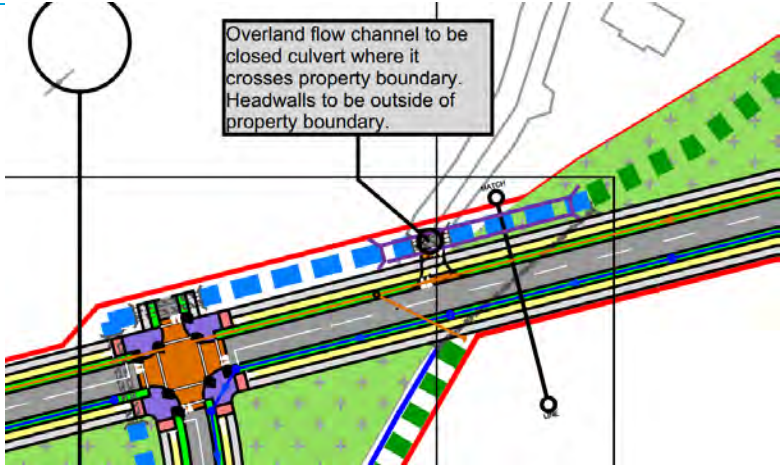 Overland flow channel to be
closed culvert where it
crosses property boundary.
Headwalls to be outside of
property boundary.
MATCH
LINE